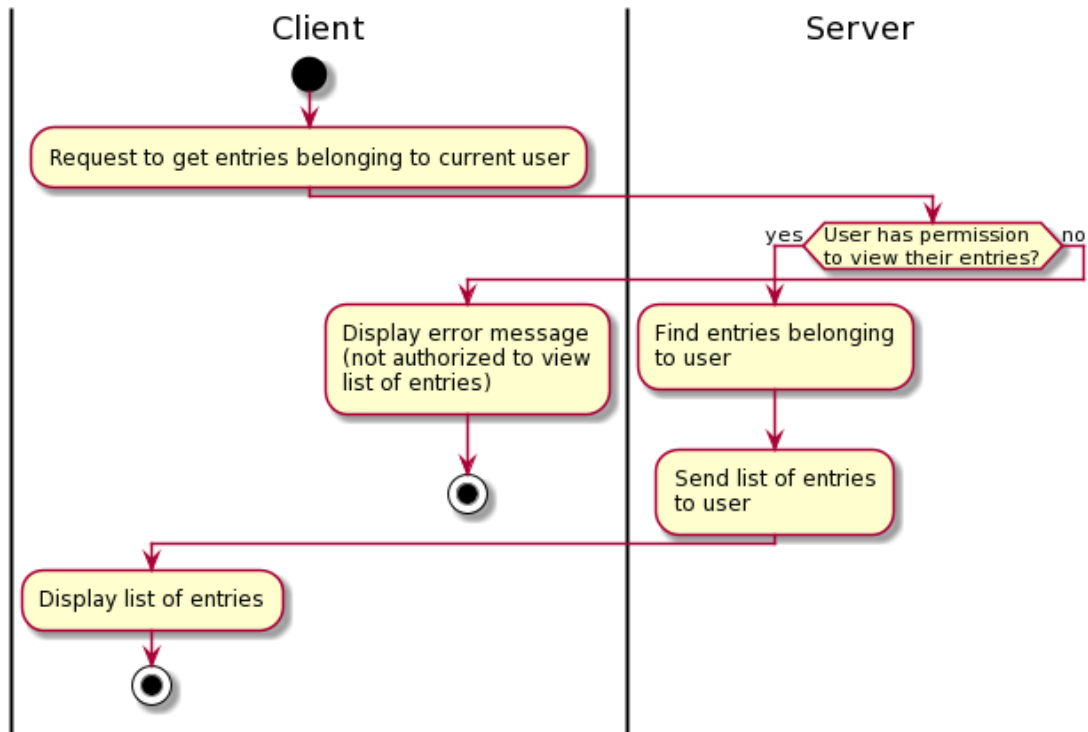 Client
Server
Request to get entries belonging to current user
yes
User has permission
to view their entries?
no
Display error message
(not authorized to view
list of entries)
Find entries belonging
to user
Send list of entries
to user
Display list of entries